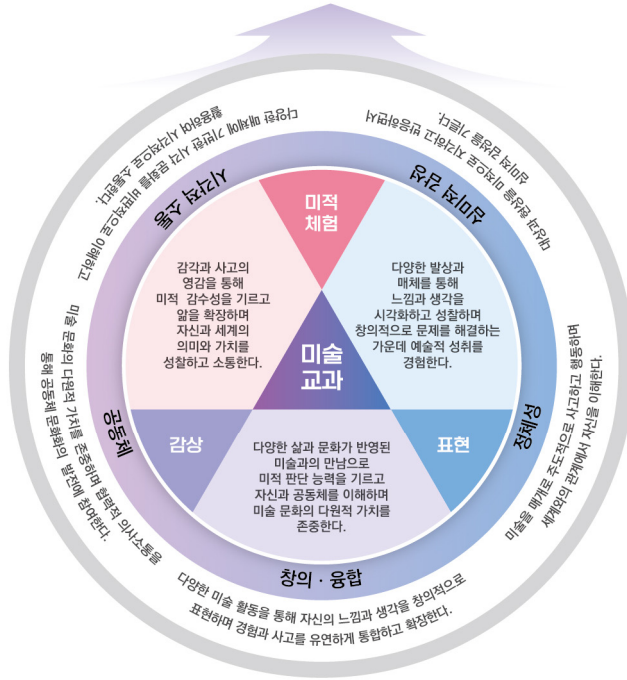 다양한 매체에 기반한 시각 문화를 비판적으로 이해하고
활용하여 시각적으로 소통한다.
대상과 현상을 미적으로 지각하고 반응하면서
심미적 감성을 기른다.
시각적 소통
심미적 감성
미적
체험
감각과 사고의
영감을 통해
미적 감수성을 기르고
앎을 확장하며
자신과 세계의
의미와 가치를
성찰하고 소통한다.
다양한 발상과
매체를 통해
느낌과 생각을
시각화하고 성찰하며
창의적으로 문제를 해결하는
가운데 예술적 성취를
경험한다.
미술
교과
감상
표현
다양한 삶과 문화가 반영된
미술과의 만남으로
미적 판단 능력을 기르고
자신과 공동체를 이해하며
미술 문화의 다원적 가치를
존중한다.
공동체
정체성
미술 문화의 다원적 가치를 존중하며 협력적 의사소통을
통해 공동체 문화화의 발전에 참여한다.
미술을 매개로 주도적으로 사고하고 행동하며
세계와의 관계에서 자신을 이해한다.
창의 · 융합
다양한 미술 활동을 통해 자신의 느낌과 생각을 창의적으로
표현하며 경험과 사고를 유연하게 통합하고 확장한다.